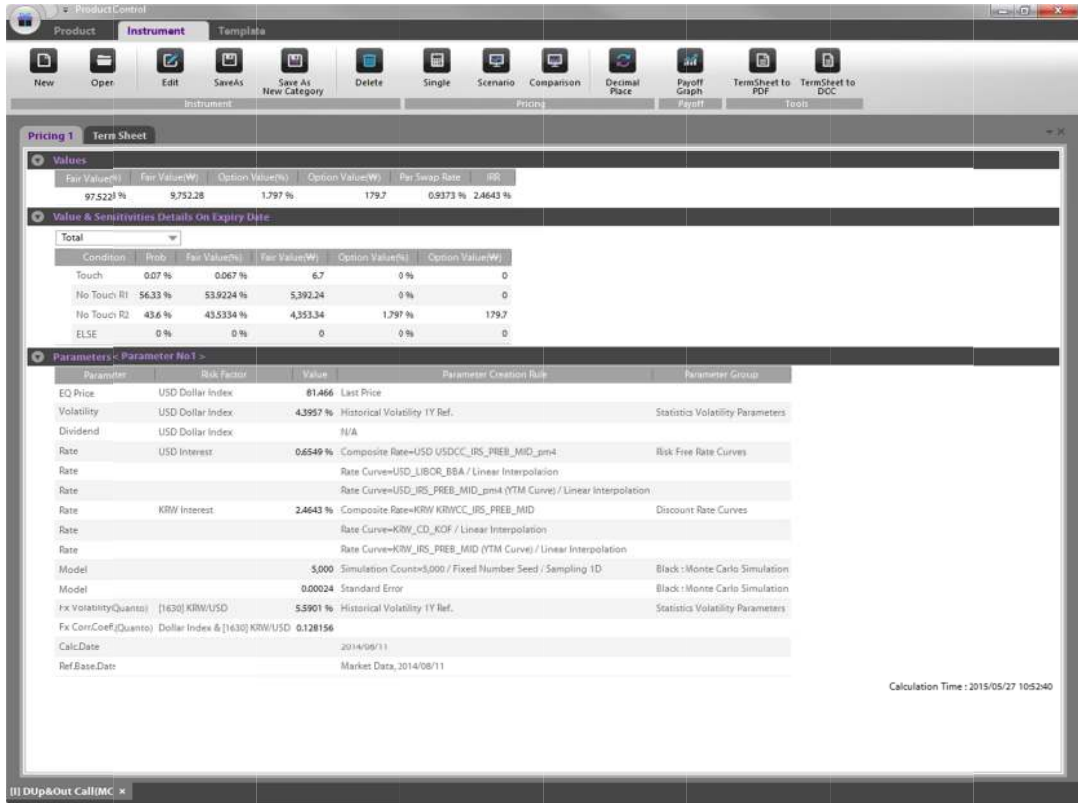 ProductControl
Product Instrument Template
New Open Edit SaveAs Save As New Category Delete Single Scenario Comparison Decimal Place Payoff Graph TermSheet to PDF TermSheet to DOC
Instrument Pricing Payoff Tools
Pricing 1 Term Sheet
Values
Fair Value(%) Fair Value(₩) Option Value(%) Option Value(₩) Par Swap Rate IRR
97.5228 % 9,752.28 1.797 % 179.7 0.9373 % 2.4643 %
Value & Sensitivities Details On Expiry Date
Total
Condition Prob Fair Value(%) Fair Value(₩) Option Value(%) Option Value(₩)
Touch 0.07 % 0.067 % 6.7 0 % 0
No Touch R1 56.33 % 53.9224 % 5,392.24 0 % 0
No Touch R2 43.6 % 43.5334 % 4,353.34 1.797 % 179.7
ELSE 0 % 0 % 0 0 % 0
Parameters < Parameter No1 >
Parameter Risk Factor Value Parameter Creation Rule Parameter Group
EQ Price USD Dollar Index 81.466 Last Price
Volatility USD Dollar Index 4.3957 % Historical Volatility 1Y Ref. Statistics Volatility Parameters
Dividend USD Dollar Index N/A
Rate USD Interest 0.6549 % Composite Rate=USD USDCC_IRS_PREB_MID_pm4 Risk Free Rate Curves
Rate Rate Curve=USD_LIBOR_BBA / Linear Interpolation
Rate Rate Curve=USD_IRS_PREB_MID_pm4 (YTM Curve) / Linear Interpolation
Rate KRW Interest 2.4643 % Composite Rate=KRW KRWCC_IRS_PREB_MID Discount Rate Curves
Rate Rate Curve=KRW_CD_KOF / Linear Interpolation
Rate Rate Curve=KRW_IRS_PREB_MID (YTM Curve) / Linear Interpolation
Model 5,000 Simulation Count=5,000 / Fixed Number Seed / Sampling 1D Black : Monte Carlo Simulation
Model 0.00024 Standard Error Black : Monte Carlo Simulation
Fx Volatility(Quanto) [1630] KRW/USD 5.5901 % Historical Volatility 1Y Ref. Statistics Volatility Parameters
Fx Corr.Coef.(Quanto) Dollar Index & [1630] KRW/USD 0.128156
Calc.Date 2014/08/11
Ref.Base.Date Market Data, 2014/08/11
Calculation Time : 2015/05/27 10:52:40
[I] DUp&Out Call(MC ×